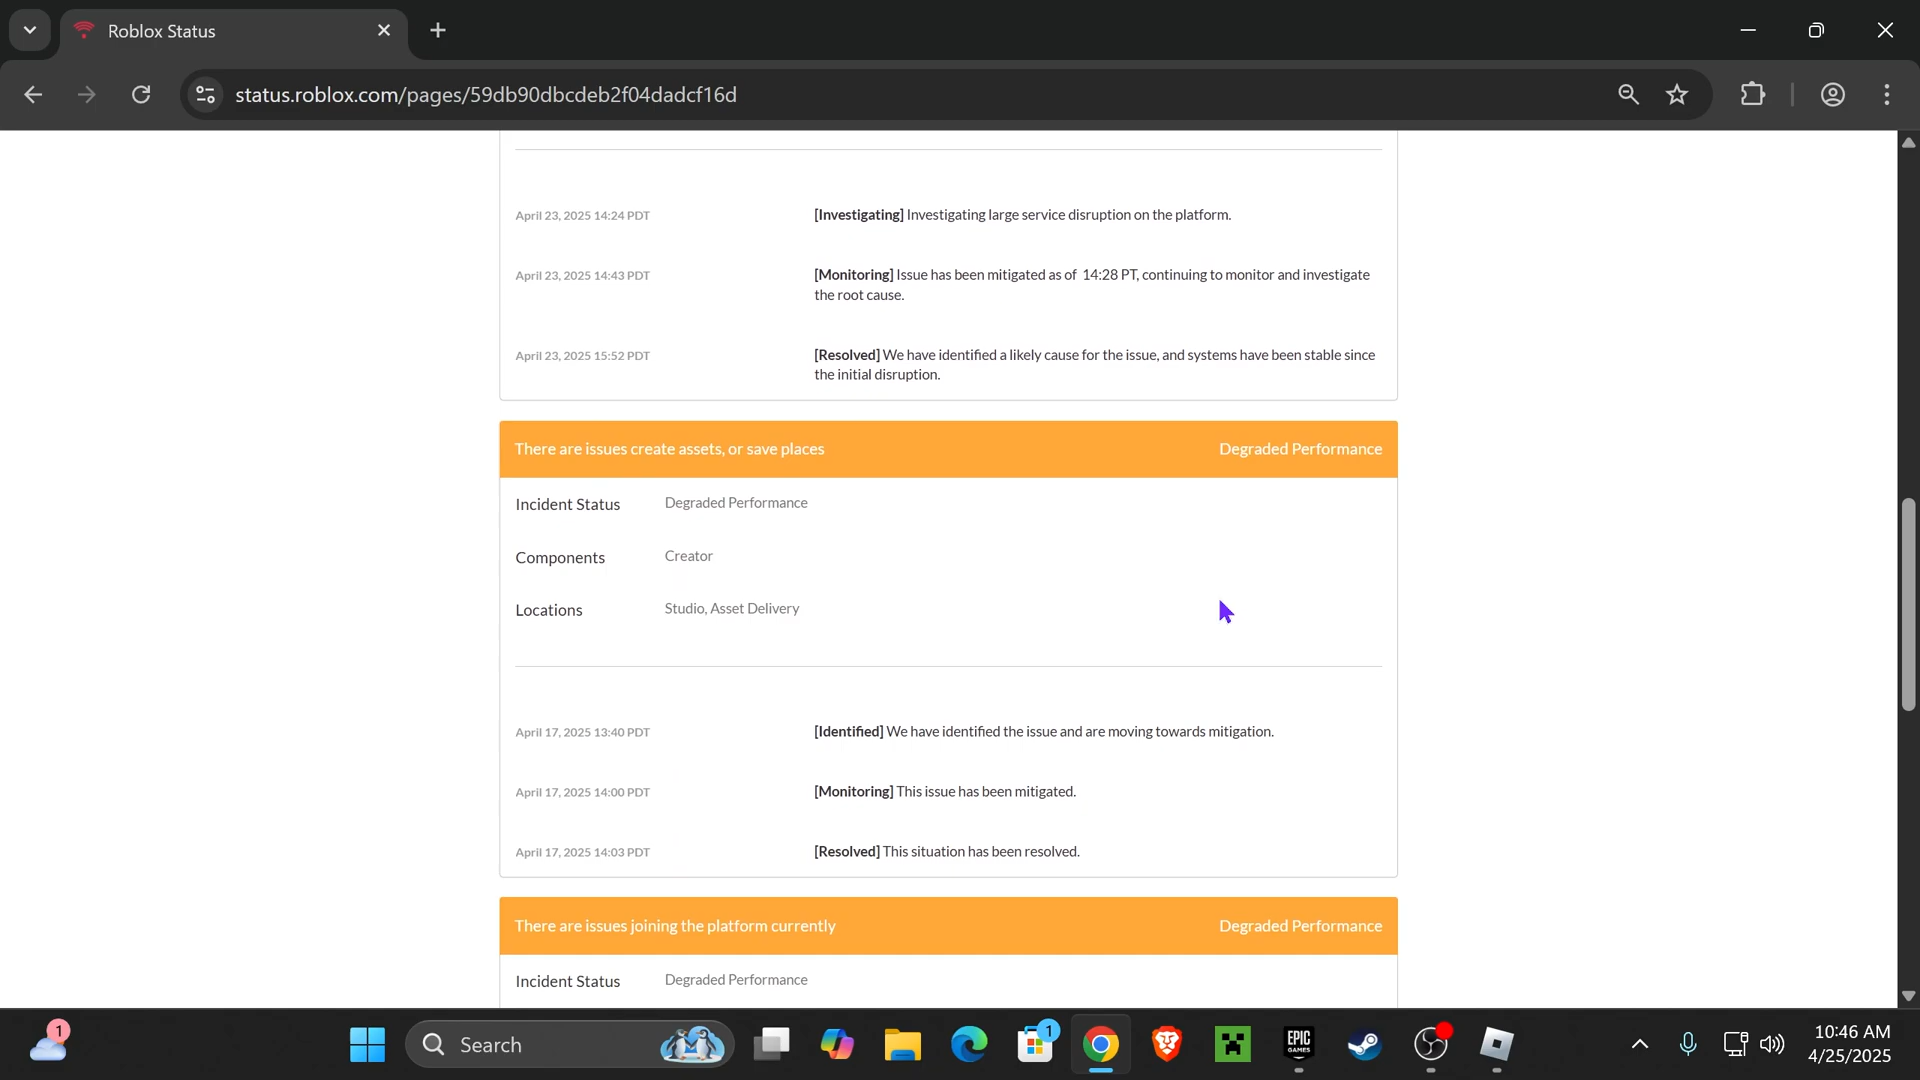 Roblox Status
status.roblox.com/pages/59db90dbcdeb2f04dadcf16d
April 23, 2025 14:24 PDT [Investigating] Investigating large service disruption on the platform.
April 23, 2025 14:43 PDT [Monitoring] Issue has been mitigated as of 14:28 PT, continuing to monitor and investigate
the root cause.
April 23, 2025 15:52 PDT [Resolved] We have identified a likely cause for the issue, and systems have been stable since
the initial disruption.
There are issues create assets, or save places Degraded Performance
Incident Status Degraded Performance
Components Creator
Locations Studio, Asset Delivery
April 17, 2025 13:40 PDT [Identified] We have identified the issue and are moving towards mitigation.
April 17, 2025 14:00 PDT [Monitoring] This issue has been mitigated.
April 17, 2025 14:03 PDT [Resolved] This situation has been resolved.
There are issues joining the platform currently Degraded Performance
Incident Status Degraded Performance
1
Search
1
EPIC
GAMES
10:46 AM
4/25/2025